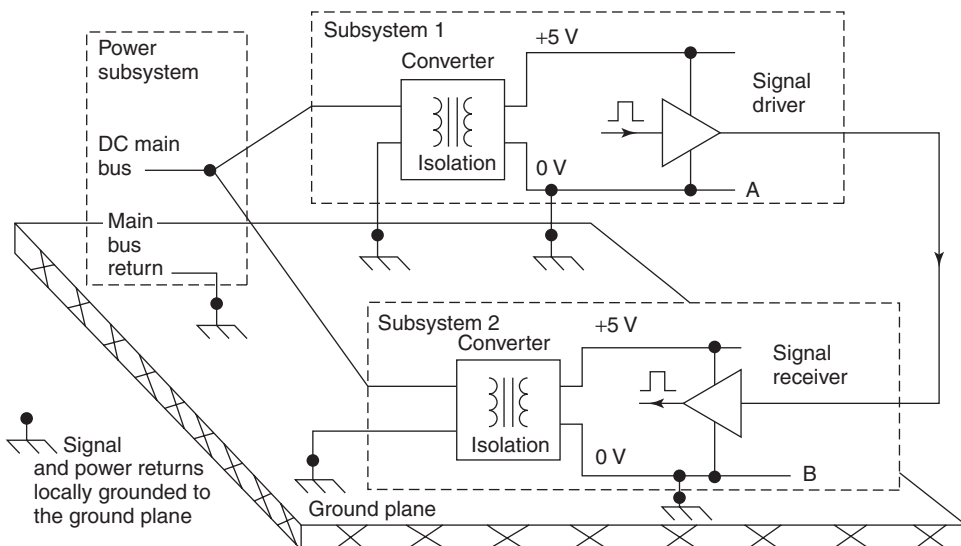 Power
subsystem
DC main
bus
Main
bus
return
Subsystem 1
Converter
Isolation
+5 V
0 V
Signal
driver
A
Subsystem 2
Converter
Isolation
+5 V
0 V
Signal
receiver
B
Signal
and power returns
locally grounded to
the ground plane
Ground plane